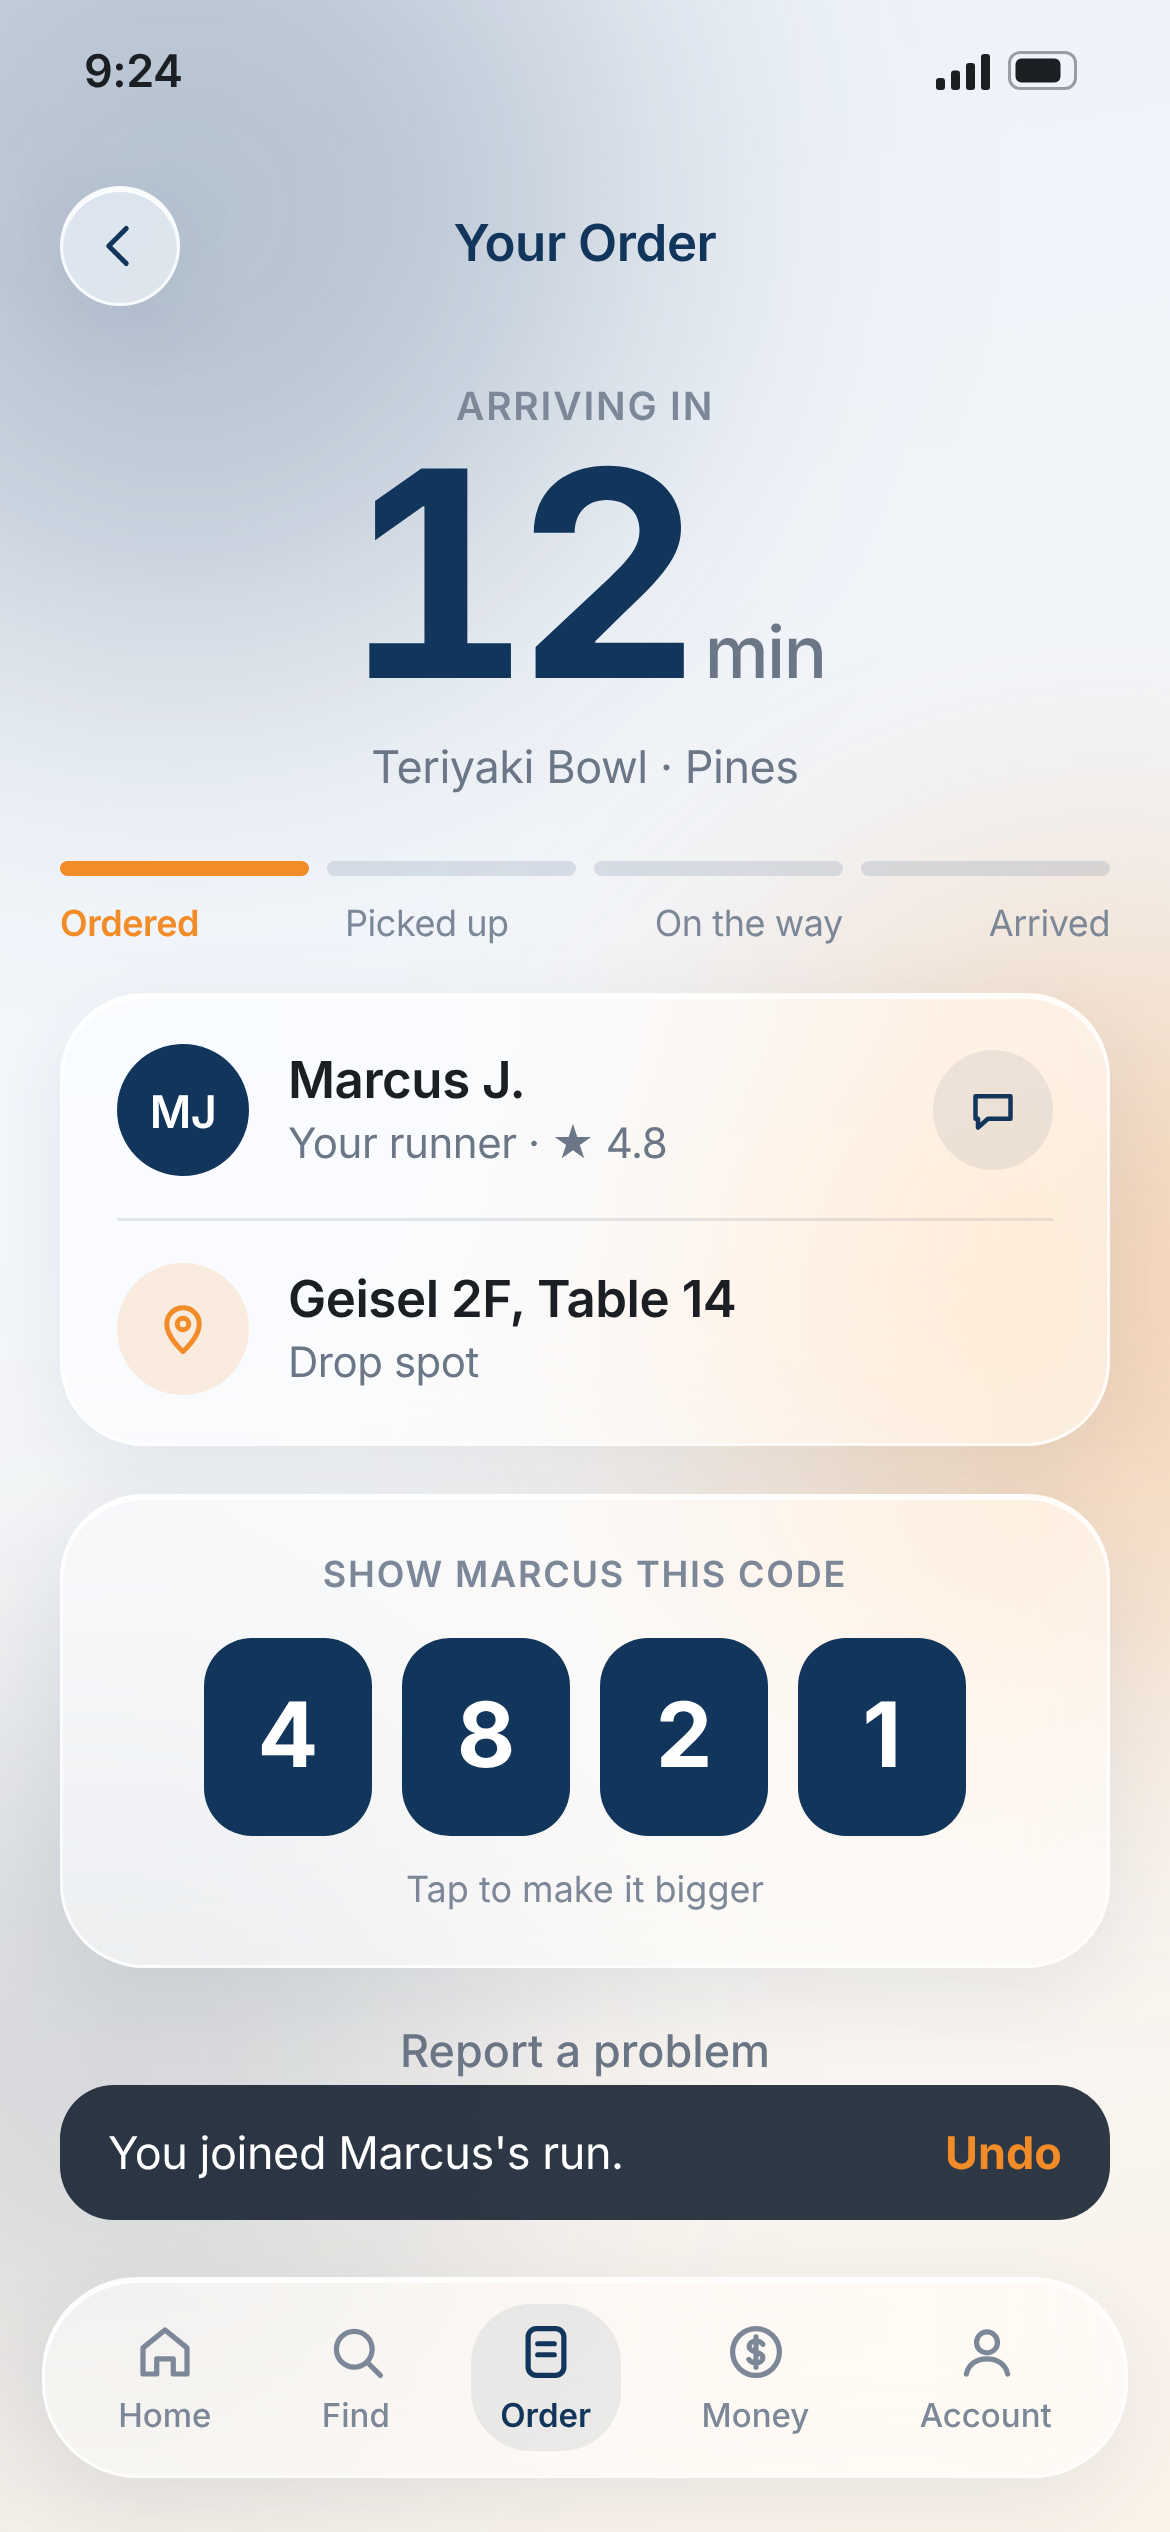 9:24
Your Order
ARRIVING IN
12 min
Teriyaki Bowl · Pines
Ordered Picked up On the way Arrived
MJ
Marcus J.
Your runner · ★ 4.8
Geisel 2F, Table 14
Drop spot
SHOW MARCUS THIS CODE
4 8 2 1
Tap to make it bigger
Report a problem
You joined Marcus's run. Undo
Home Find Order Money Account